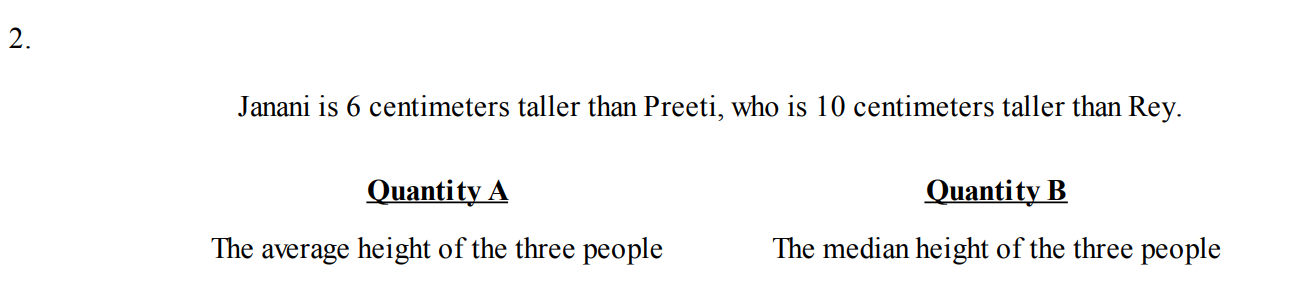 2.
Janani is 6 centimeters taller than Preeti, who is 10 centimeters taller than Rey.
Quantity A Quantity B
The average height of the three people The median height of the three people